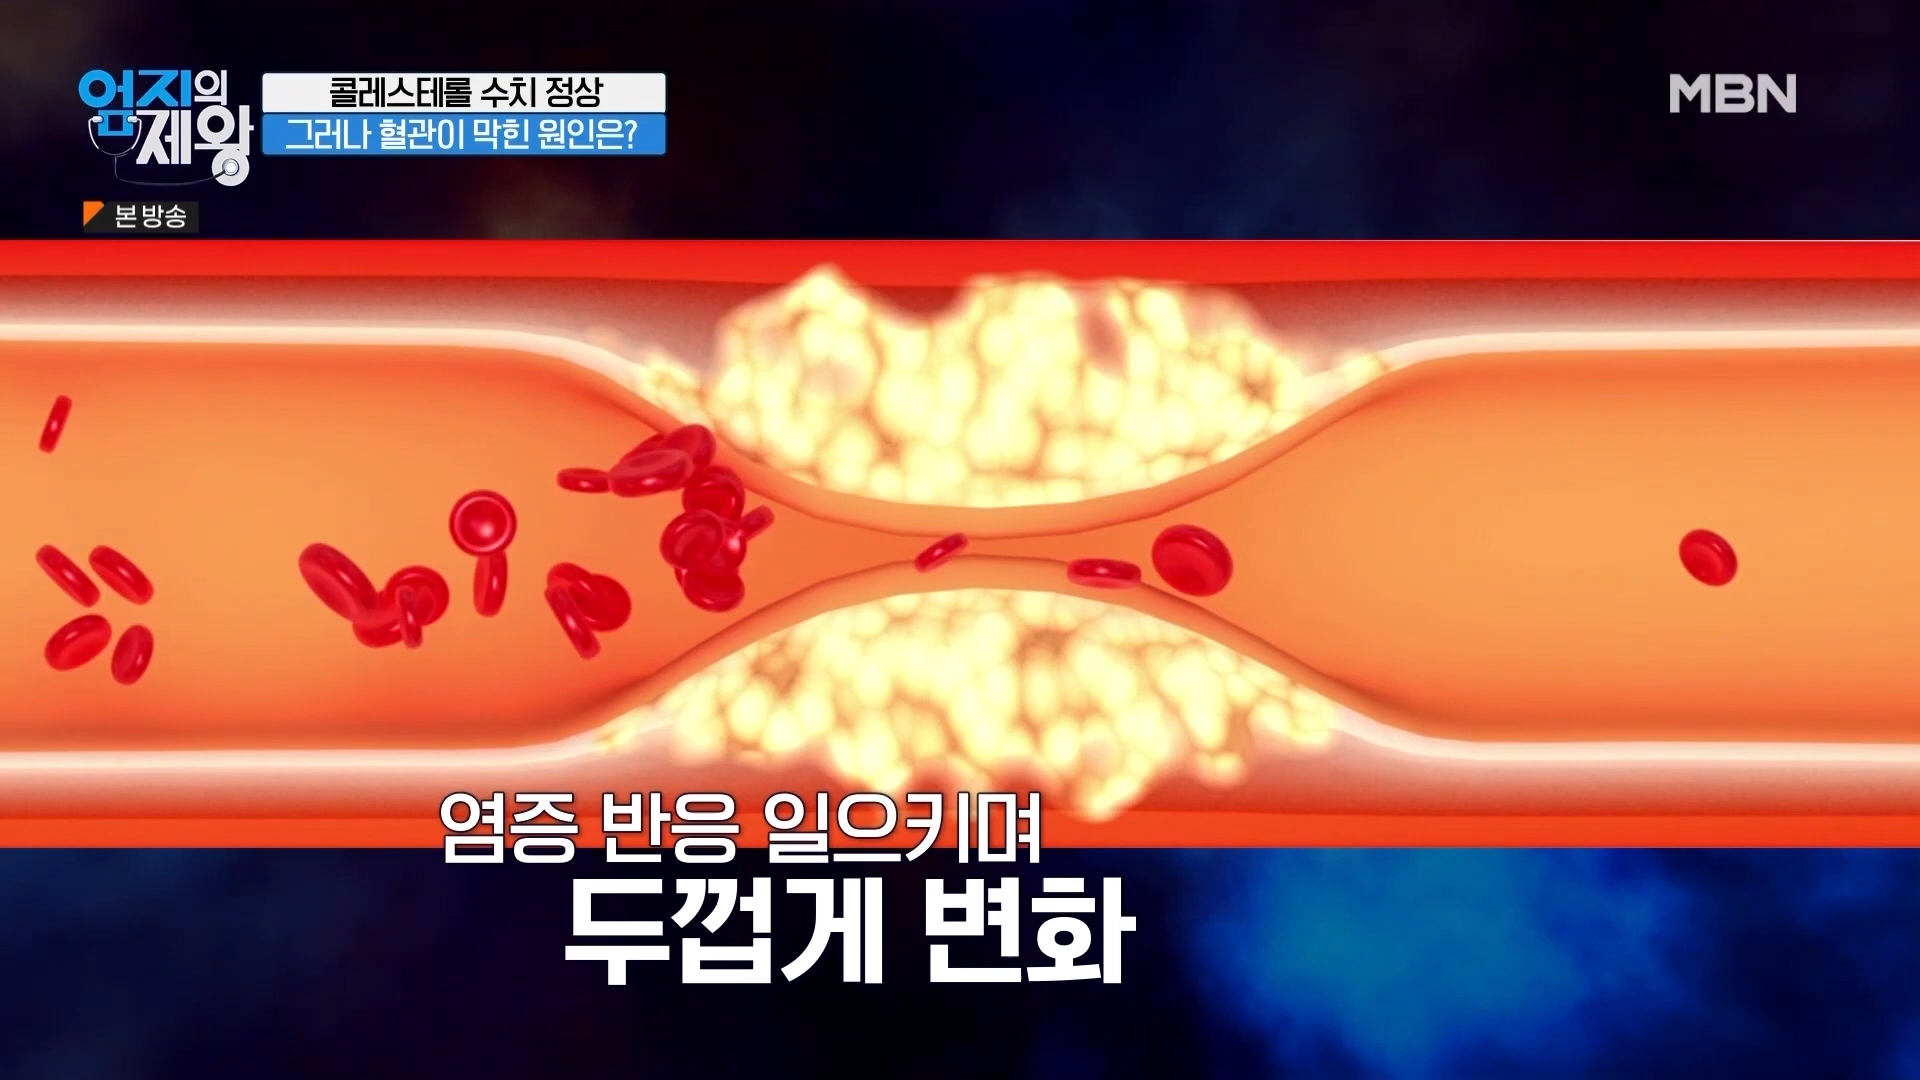 엄지의
제왕
콜레스테롤 수치 정상
그러나 혈관이 막힌 원인은?
본방송
MBN
염증 반응 일으키며
두껍게 변화